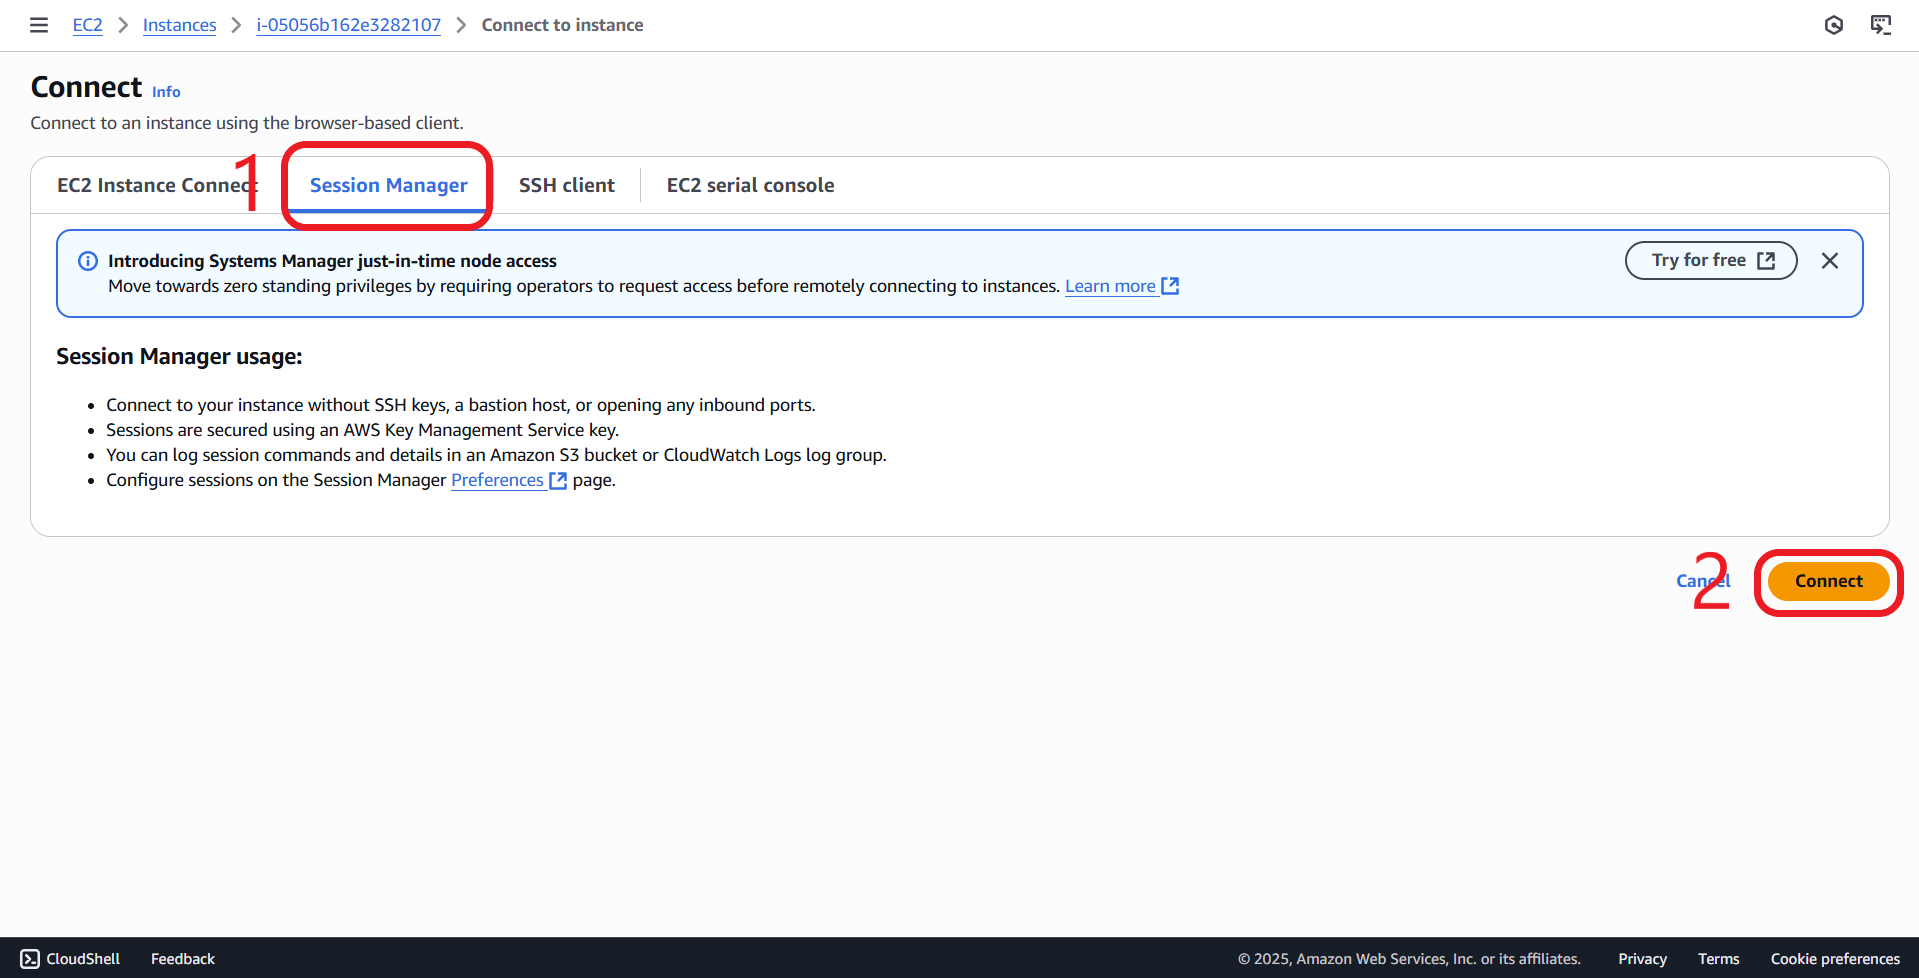 EC2 > Instances > i-05056b162e3282107 > Connect to instance
Connect Info
Connect to an instance using the browser-based client.
EC2 Instance Connect 1 Session Manager SSH client EC2 serial console
Introducing Systems Manager just-in-time node access
Try for free
Move towards zero standing privileges by requiring operators to request access before remotely connecting to instances. Learn more
Session Manager usage:
• Connect to your instance without SSH keys, a bastion host, or opening any inbound ports.
• Sessions are secured using an AWS Key Management Service key.
• You can log session commands and details in an Amazon S3 bucket or CloudWatch Logs log group.
• Configure sessions on the Session Manager Preferences page.
Cancel 2 Connect
CloudShell Feedback © 2025, Amazon Web Services, Inc. or its affiliates. Privacy Terms Cookie preferences